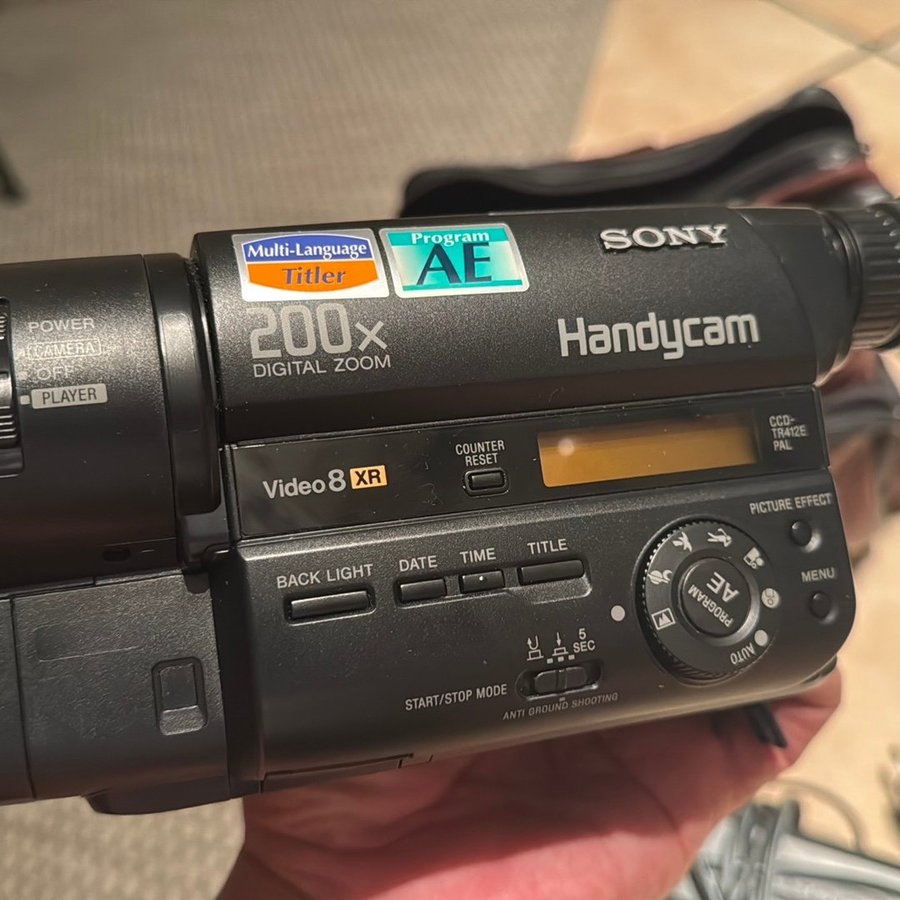 Multi-Language
Titler
Program
AE
SONY
200x
DIGITAL ZOOM
Handycam
POWER
CAMERA
OFF
PLAYER
Video8 XR
COUNTER
RESET
CCD-
TR412E
PAL
BACK LIGHT
DATE
TIME
TITLE
PICTURE EFFECT
MENU
PROGRAM
AE
AUTO
5
SEC
START/STOP MODE
ANTI GROUND SHOOTING